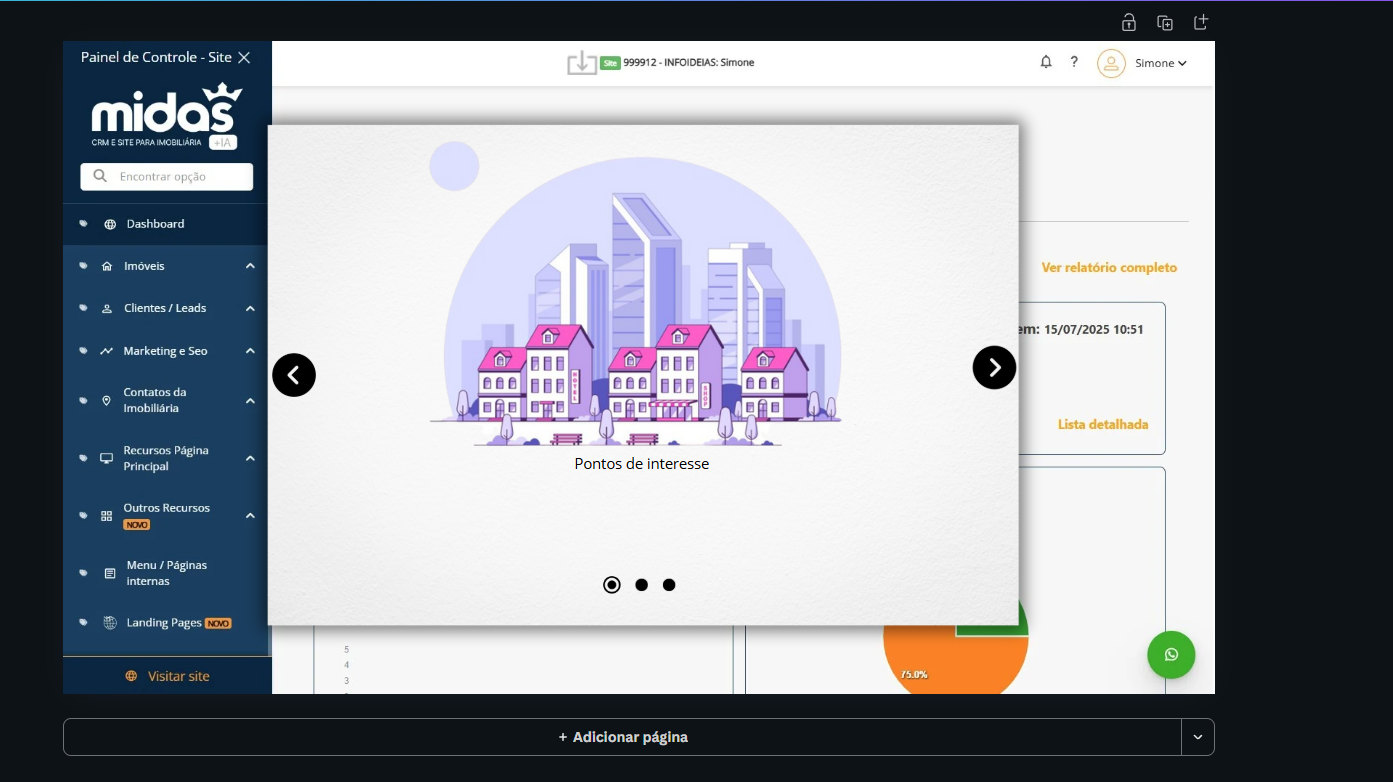 Painel de Controle - Site
Site 999912 - INFOIDEIAS: Simone
?
Simone
midas
CRM E SITE PARA IMOBILIÁRIA +IA
Encontrar opção
Dashboard
Imóveis
Clientes / Leads
Marketing e Seo
Contatos da
Imobiliária
Recursos Página
Principal
Outros Recursos
NOVO
Menu / Páginas
internas
Landing Pages NOVO
Visitar site
HOTEL
SHOP
Pontos de interesse
Ver relatório completo
em: 15/07/2025 10:51
Lista detalhada
5
4
3
75.0%
+ Adicionar página